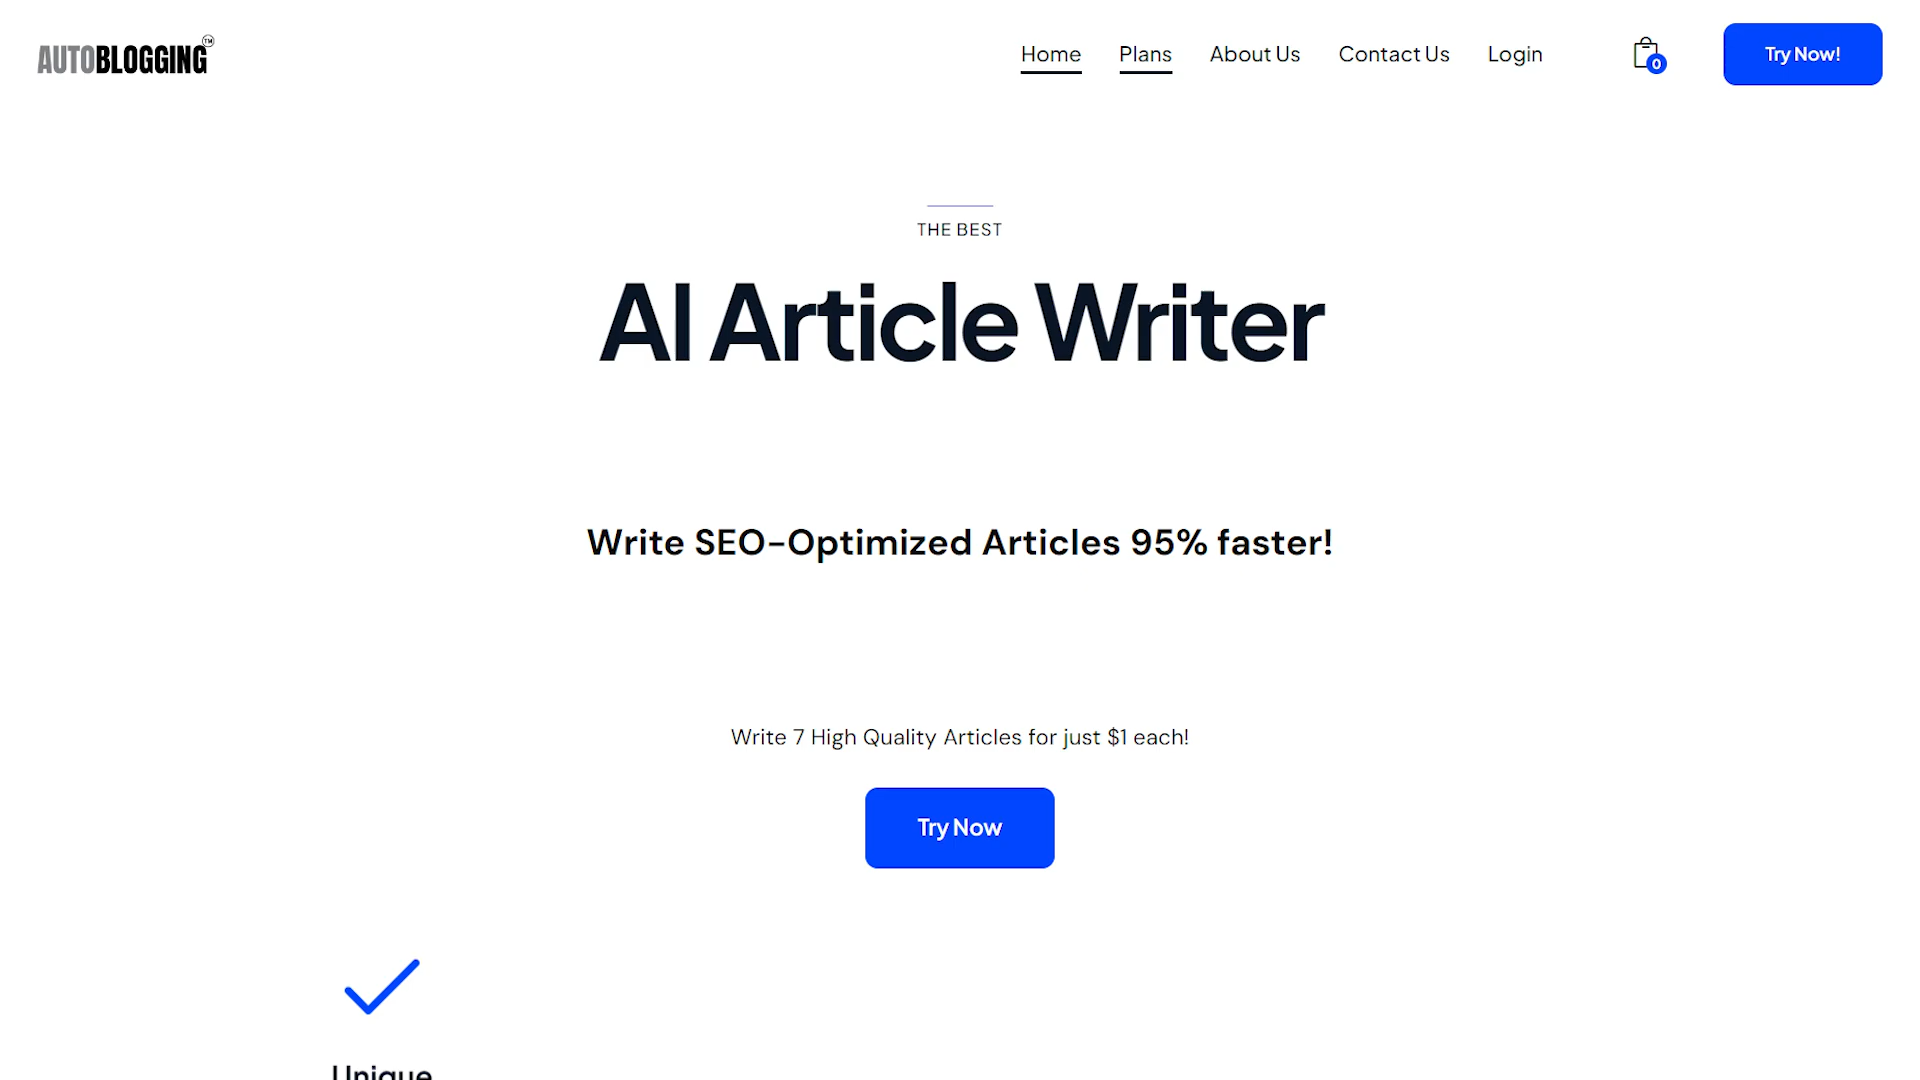 AUTOBLOGGING TM
Home Plans About Us Contact Us Login 0 Try Now!
THE BEST
AI Article Writer
Write SEO-Optimized Articles 95% faster!
Write 7 High Quality Articles for just $1 each!
Try Now
Unique